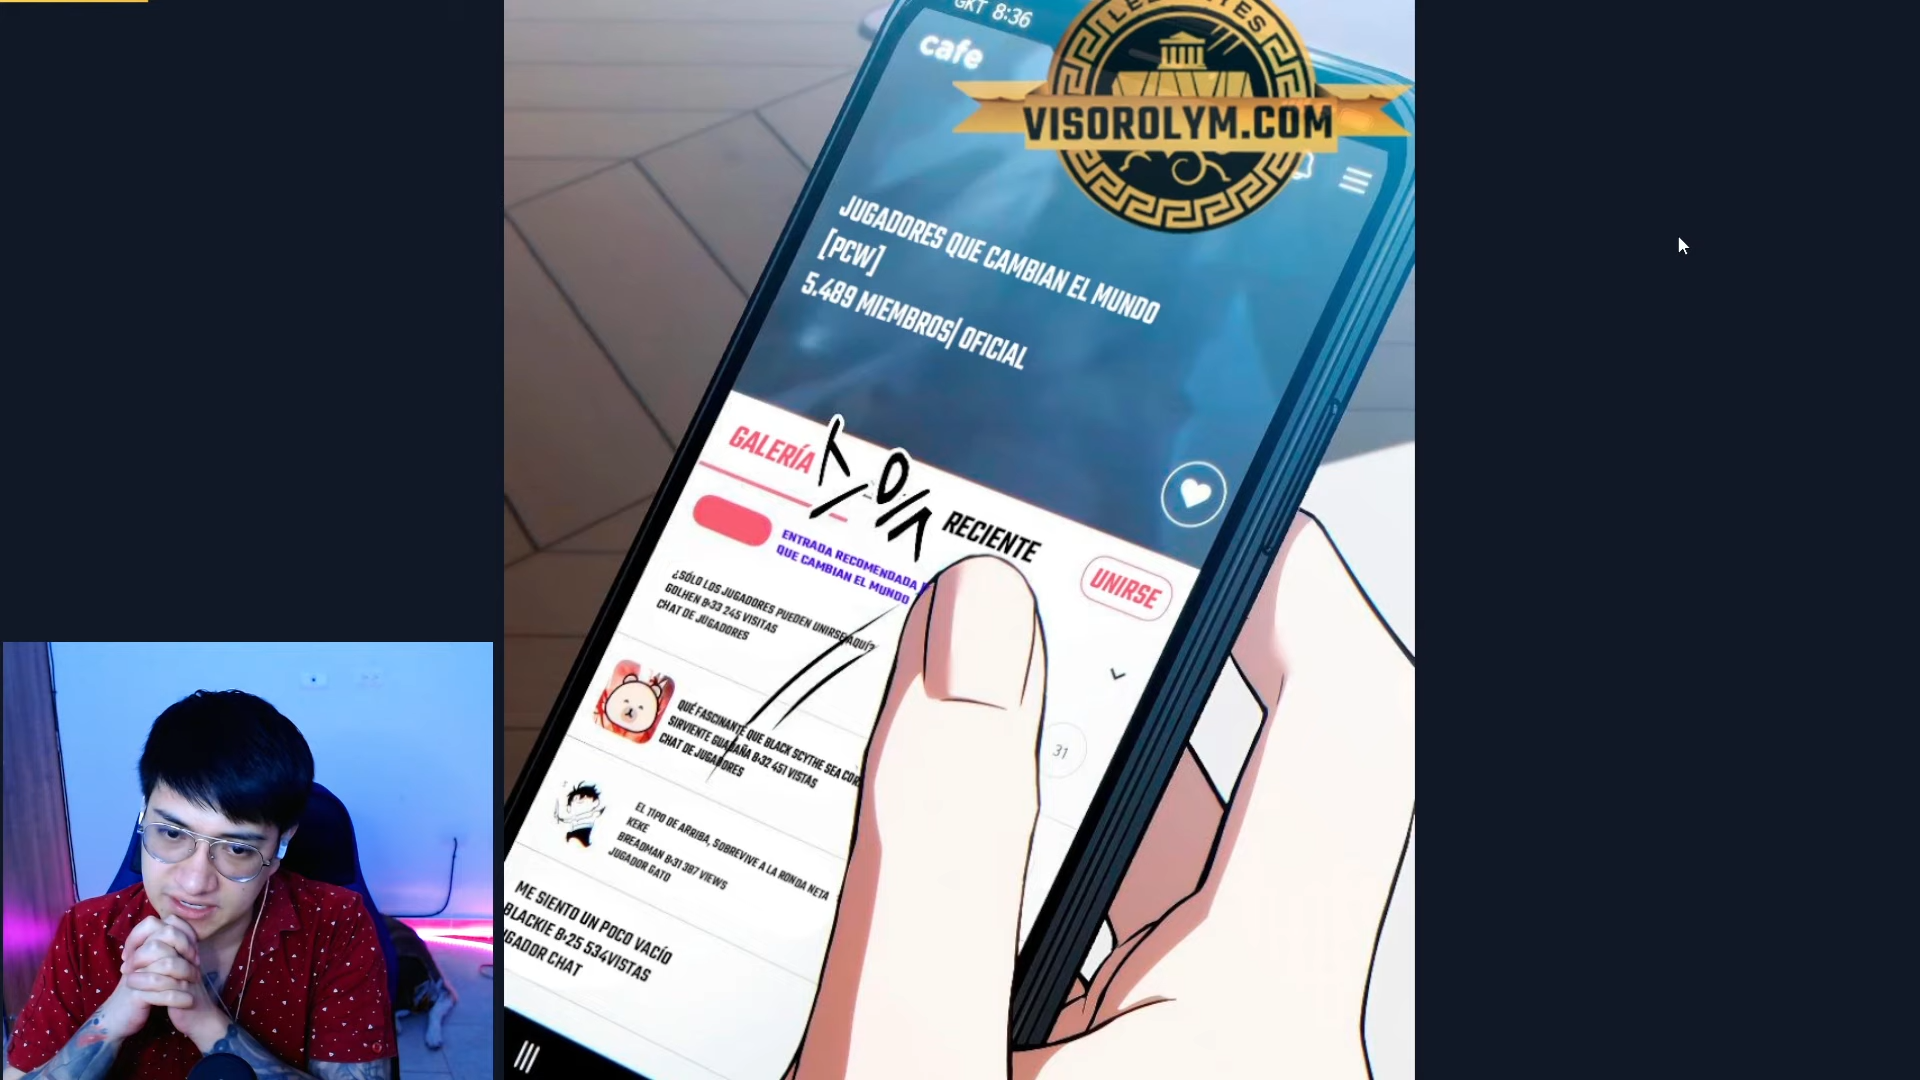 GKT 8:36
cafe
VISOROLYM.COM
JUGADORES QUE CAMBIAN EL MUNDO
[PCW]
5.489 MIEMBROS| OFICIAL
GALERÍA
RECIENTE
UNIRSE
ENTRADA RECOMENDADA
QUE CAMBIAN EL MUNDO
¿SÓLO LOS JUGADORES PUEDEN UNIRSE AQUÍ?
GOLHEN 8:33 245 VISITAS
CHAT DE JUGADORES
QUÉ FASCINANTE QUE BLACK SCYTHE SEA
SIRVIENTE GUADAÑA 8:32 451 VISTAS
CHAT DE JUGADORES
31
EL TIPO DE ARRIBA, SOBREVIVE A LA RONDA NETA
KEKE
BREADMAN 8:31 387 VIEWS
JUGADOR GATO
ME SIENTO UN POCO VACÍO
BLACKIE 8:25 534VISTAS
CHAT